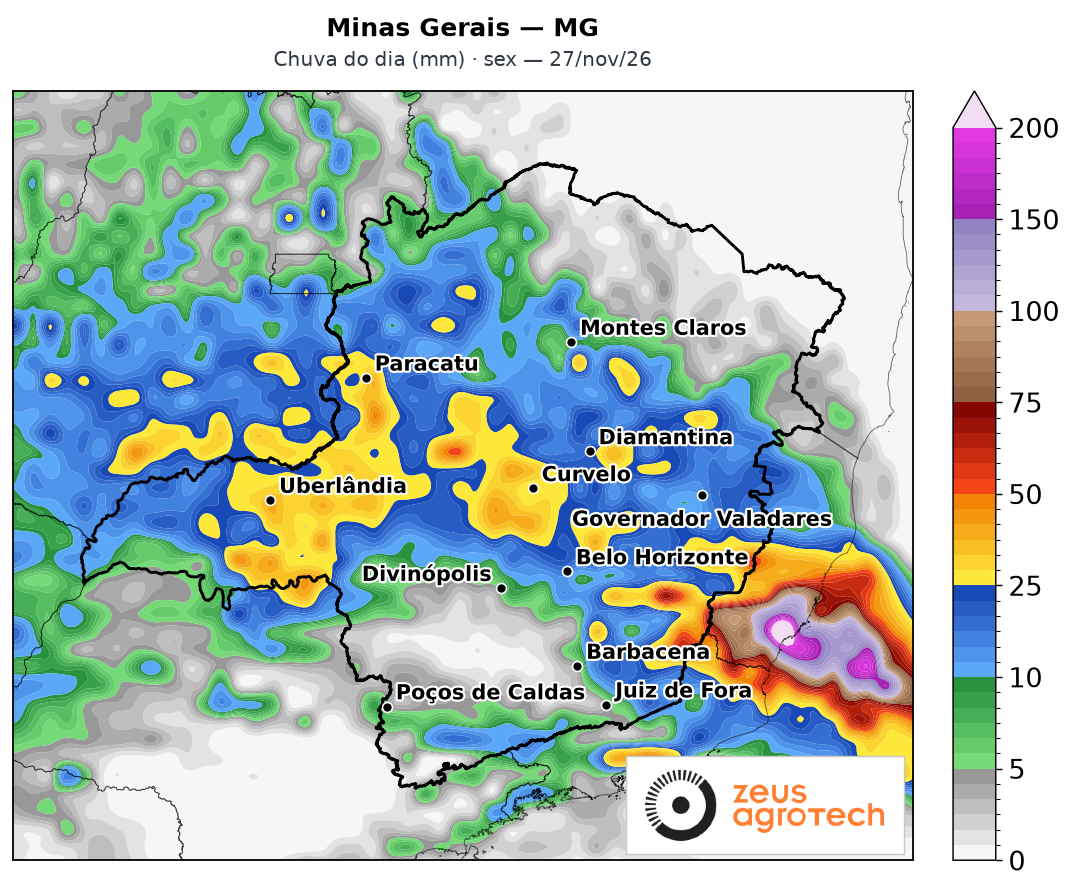 Minas Gerais — MG
Chuva do dia (mm) · sex — 27/nov/26
Montes Claros
Paracatu
Diamantina
Curvelo
Uberlândia
Governador Valadares
Belo Horizonte
Divinópolis
Barbacena
Poços de Caldas
Juiz de Fora
zeus
agrotech
200
150
100
75
50
25
10
5
0